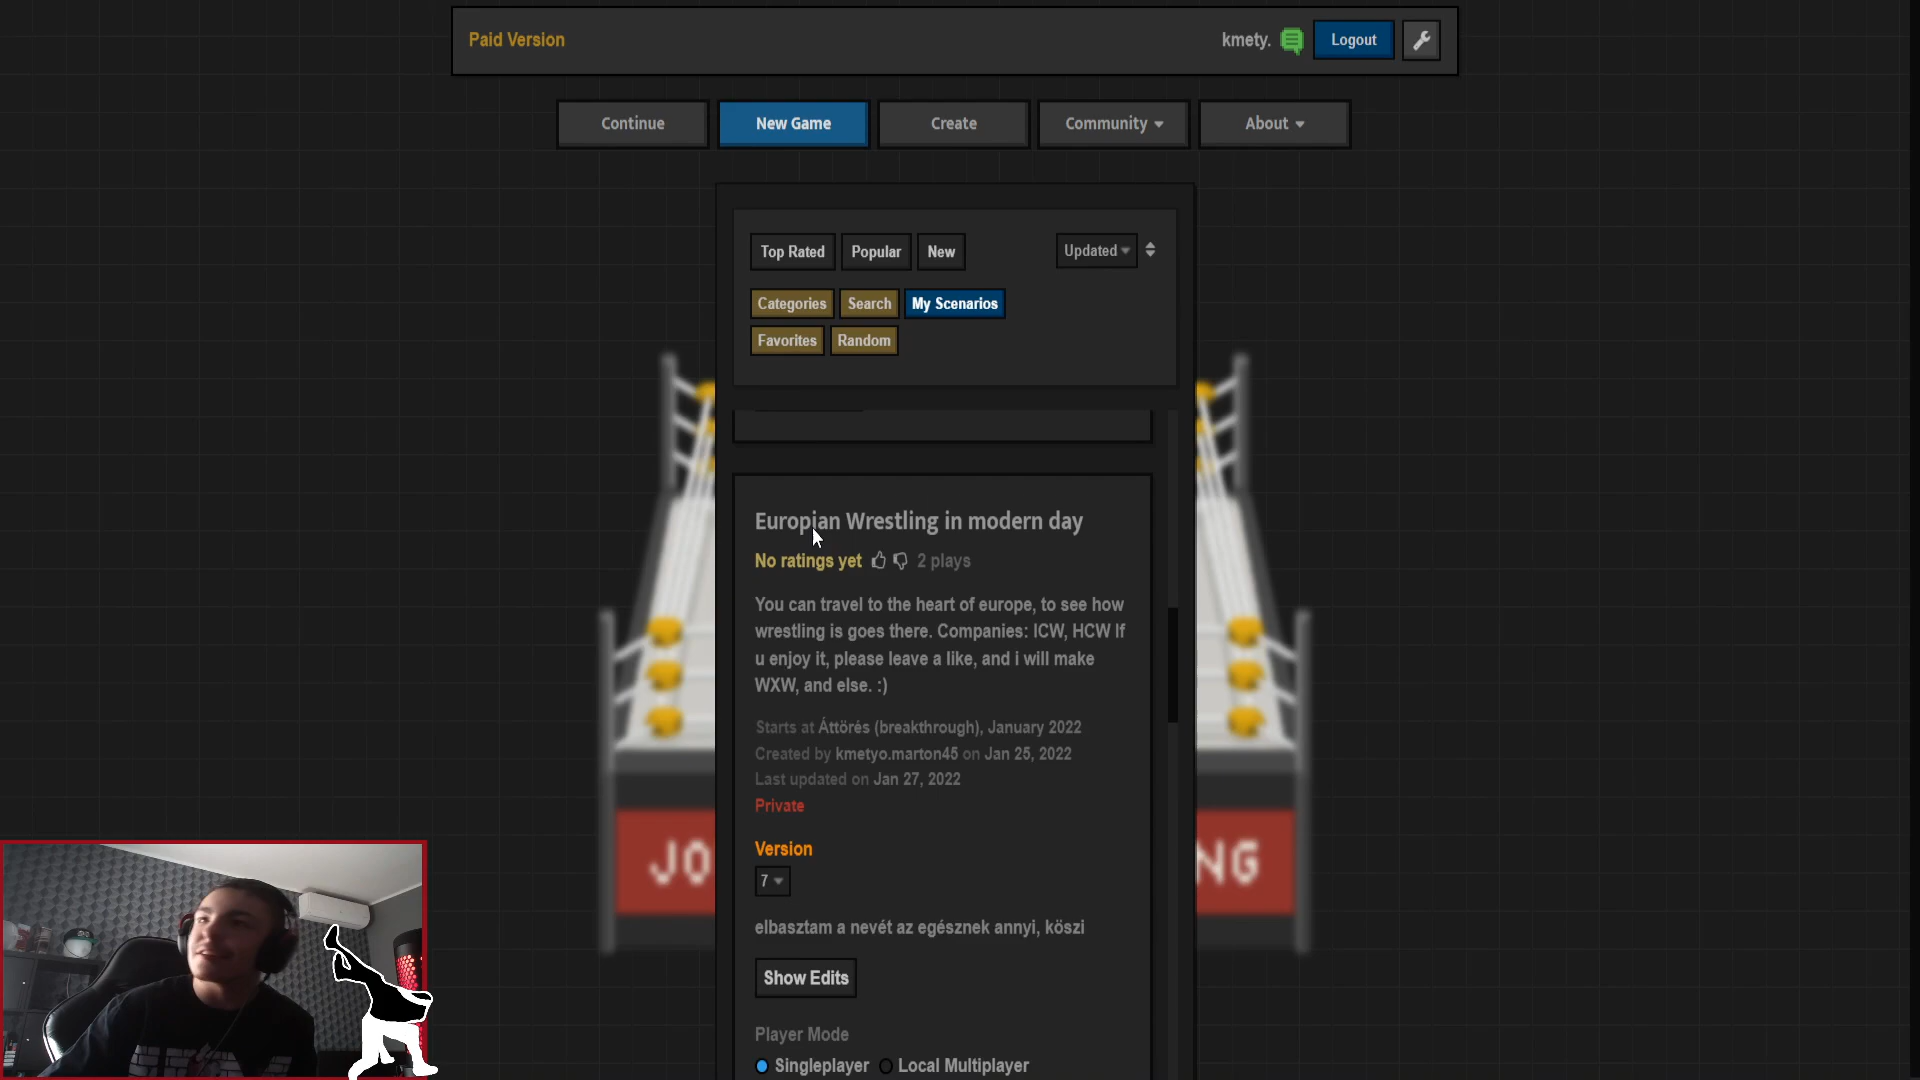 Paid Version
kmety.
Logout
Continue
New Game
Create
Community
About
Top Rated
Popular
New
Updated
Categories
Search
My Scenarios
Favorites
Random
Europian Wrestling in modern day
No ratings yet
2 plays
You can travel to the heart of europe, to see how
wrestling is goes there. Companies: ICW, HCW If
u enjoy it, please leave a like, and i will make
WXW, and else. :)
Starts at Áttörés (breakthrough), January 2022
Created by kmetyo.marton45 on Jan 25, 2022
Last updated on Jan 27, 2022
Private
Version
7
JO
NG
elbasztam a nevét az egésznek annyi, köszi
Show Edits
Player Mode
Singleplayer
Local Multiplayer